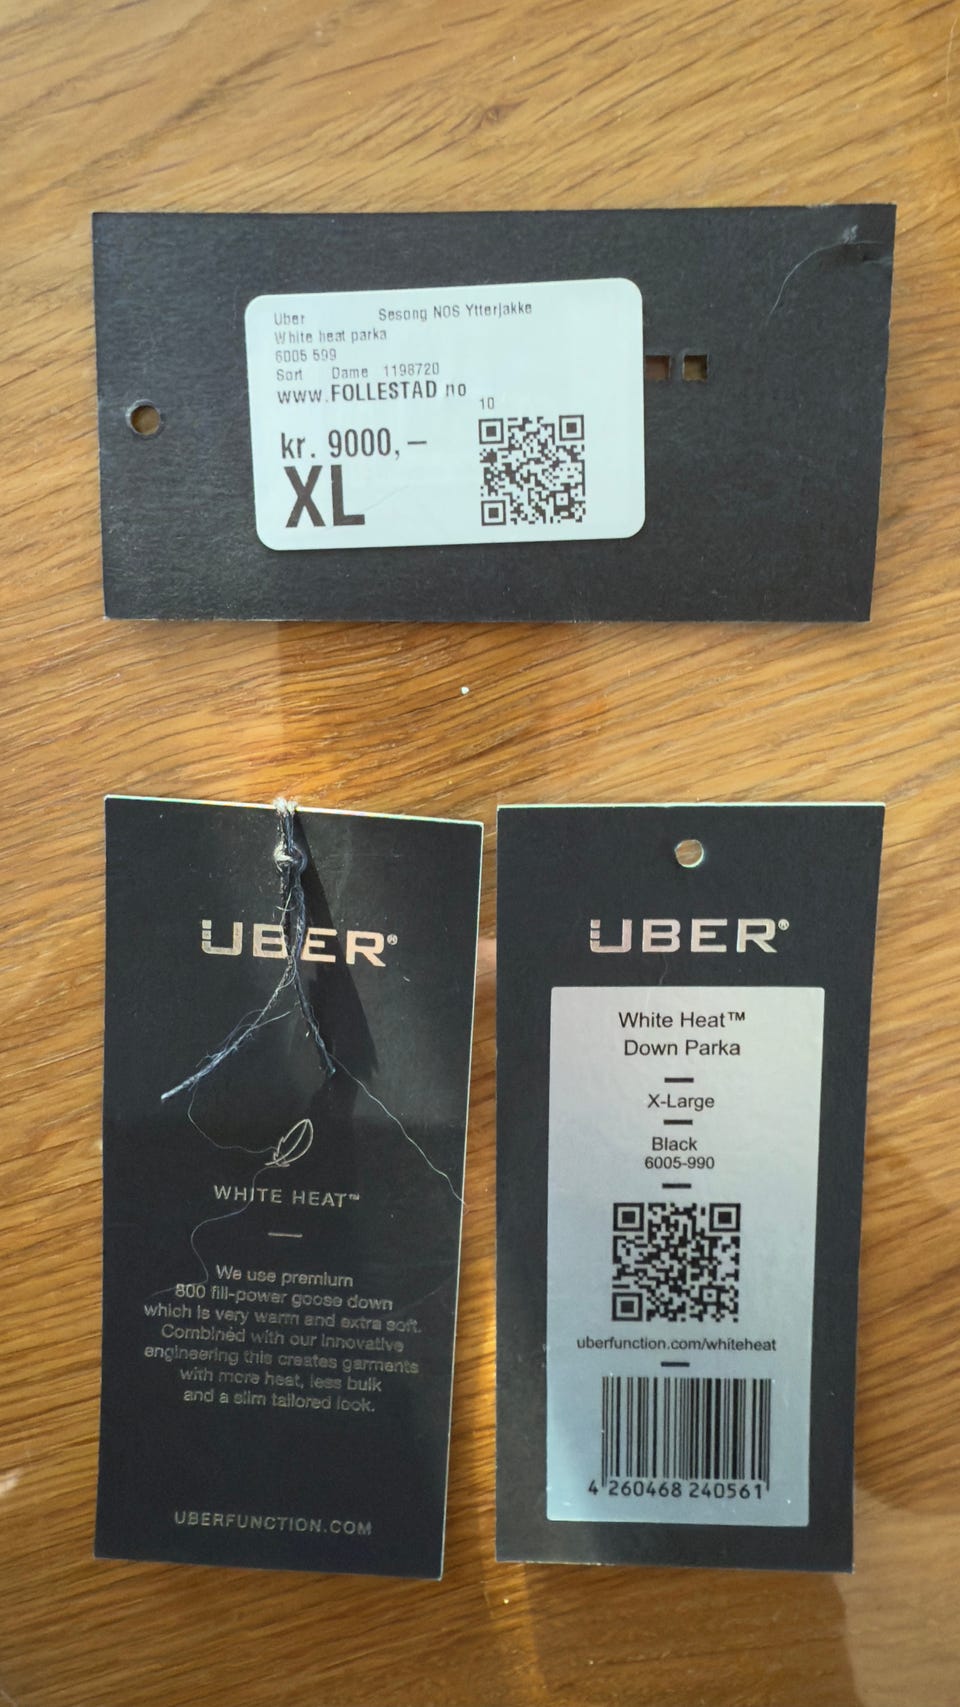 Uber Sesong NOS Ytterjakke
White heat parka
6005 599
Sort Dame 1198720
www.FOLLESTAD no
10
kr. 9000,–
XL
UBER®
WHITE HEAT™
We use premium
800 fill-power goose down
which is very warm and extra soft.
Combined with our innovative
engineering this creates garments
with more heat, less bulk
and a slim tailored look.
UBERFUNCTION.COM
UBER®
White Heat™
Down Parka
X-Large
Black
6005-990
uberfunction.com/whiteheat
4 260468 240561